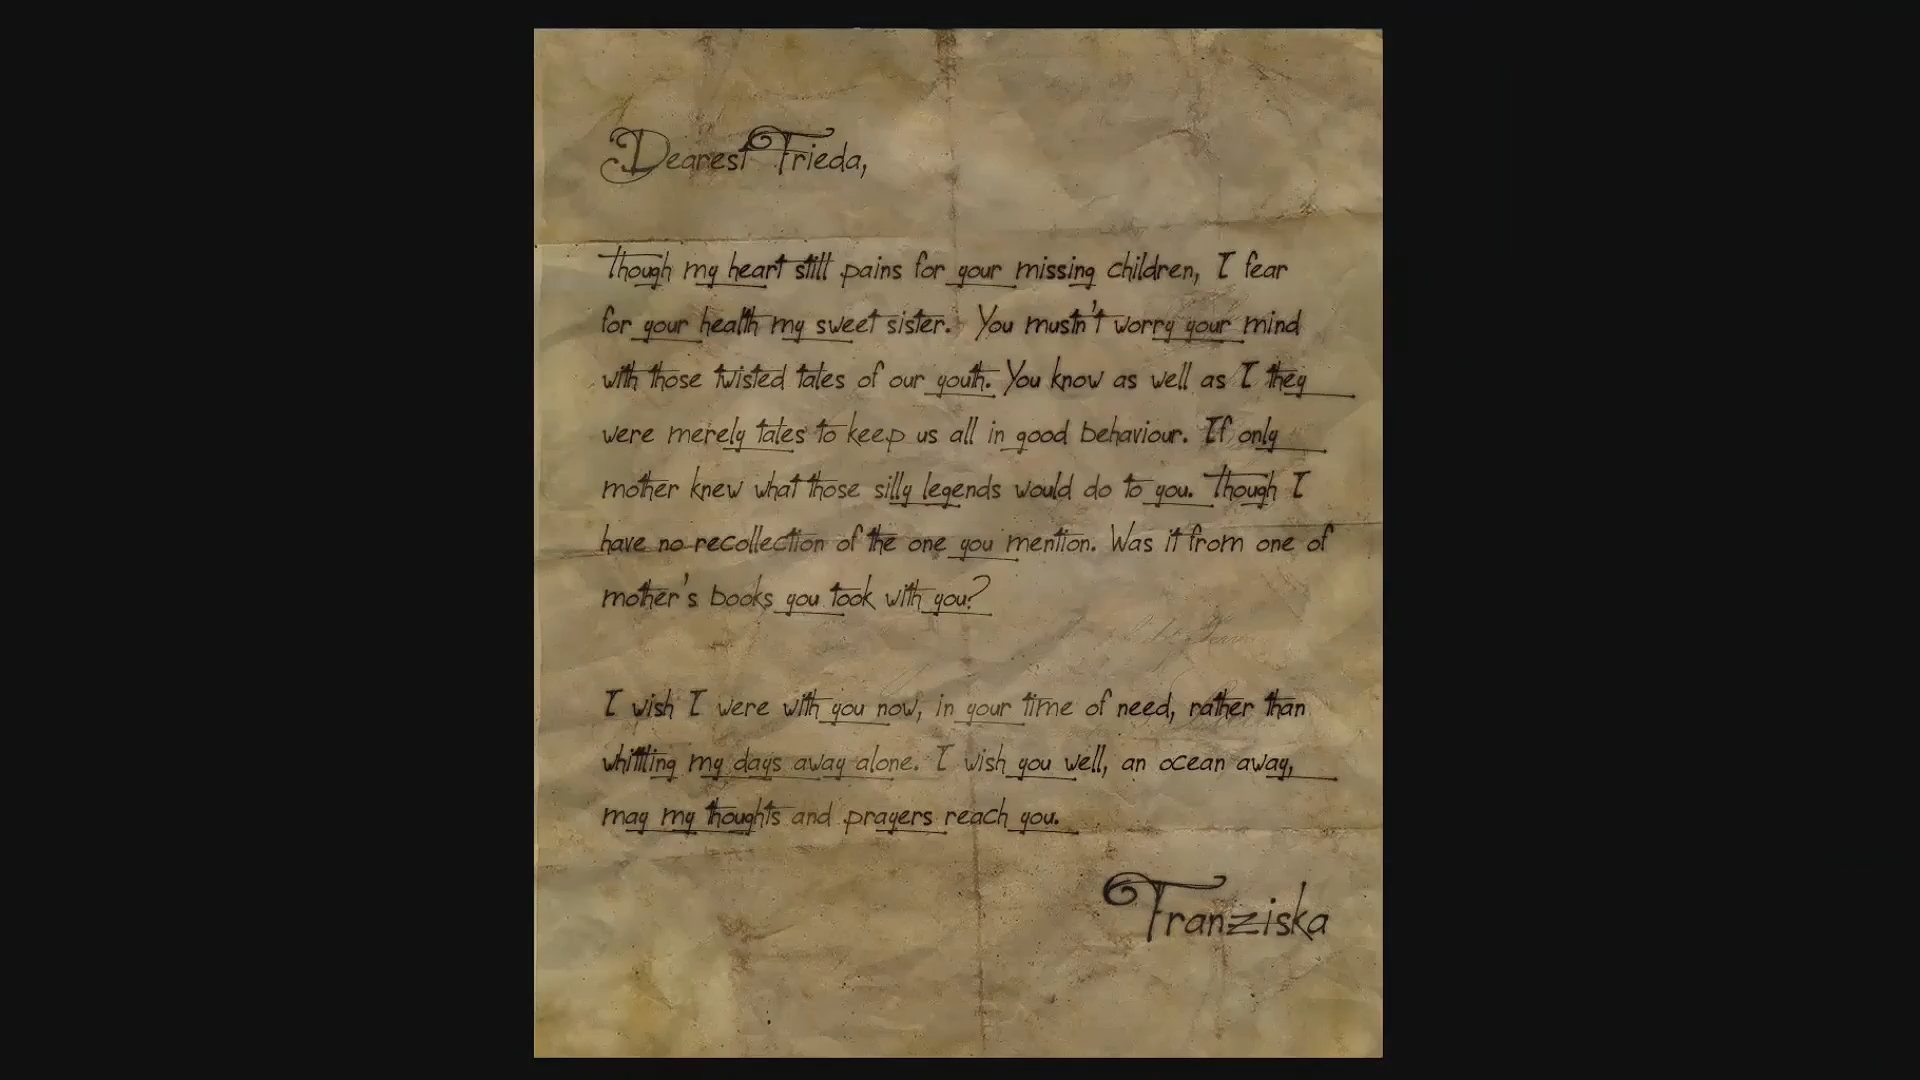 Dearest Frieda,
Though my heart still pains for your missing children, I fear
for your health my sweet sister. You mustn't worry your mind
with those twisted tales of our youth. You know as well as I they
were merely tales to keep us all in good behaviour. If only
mother knew what those silly legends would do to you. Though I
have no recollection of the one you mention. Was it from one of
mother's books you took with you?
I wish I were with you now, in your time of need, rather than
whittling my days away alone. I wish you well, an ocean away,
may my thoughts and prayers reach you.
Franziska